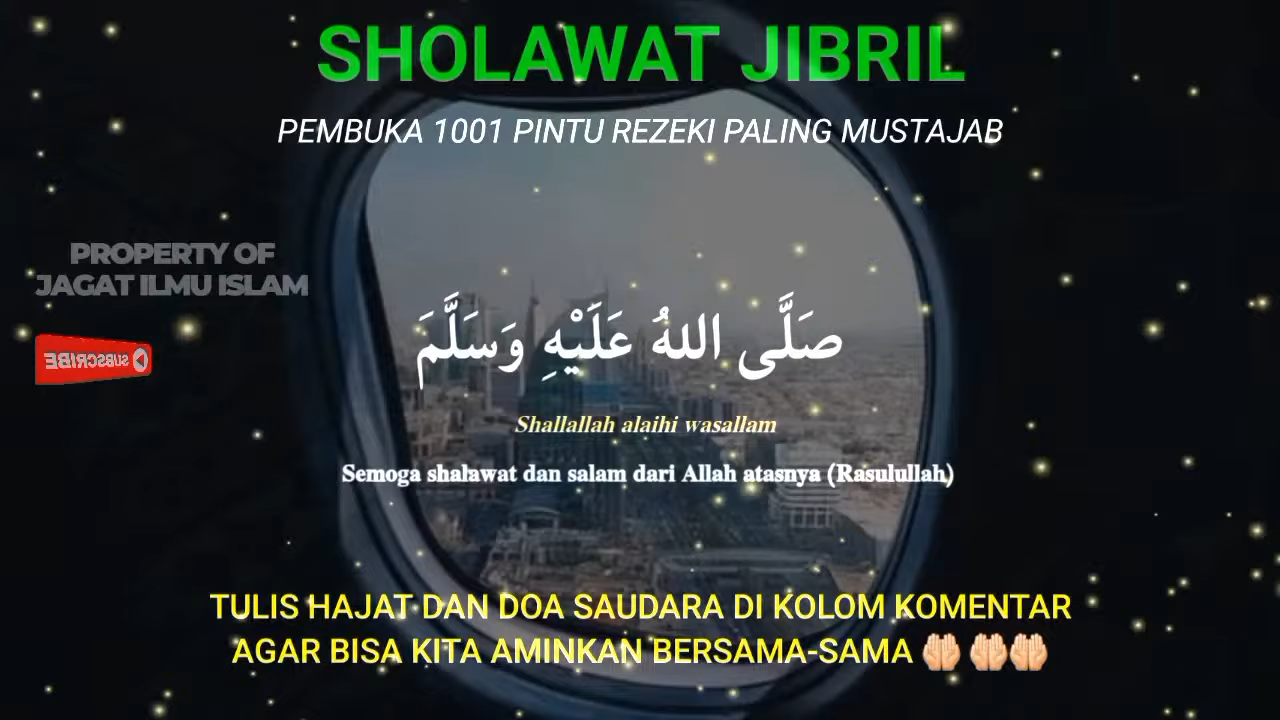 SHOLAWAT JIBRIL
PEMBUKA 1001 PINTU REZEKI PALING MUSTAJAB
PROPERTY OF
JAGAT ILMU ISLAM
SUBSCRIBE
صَلَّى اللهُ عَلَيْهِ وَسَلَّمَ
Shallallah alaihi wasallam
Semoga shalawat dan salam dari Allah atasnya (Rasulullah)
TULIS HAJAT DAN DOA SAUDARA DI KOLOM KOMENTAR
AGAR BISA KITA AMINKAN BERSAMA-SAMA 🤲🏻 🤲🏻🤲🏻